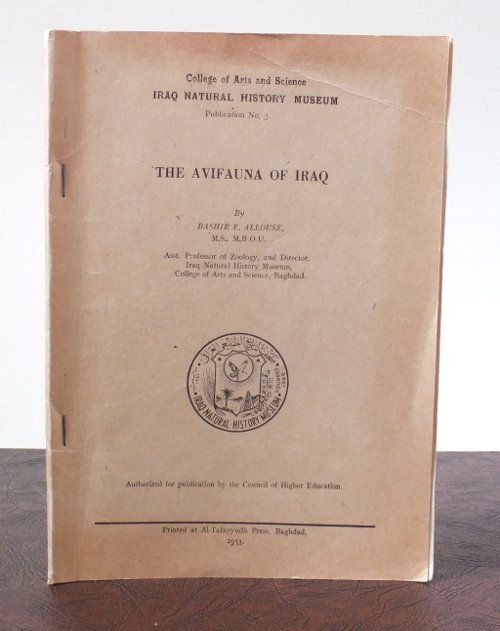 College of Arts and Science
IRAQ NATURAL HISTORY MUSEUM
Publication No. 3.
THE AVIFAUNA OF IRAQ
By
BASHIR E. ALLOUSE,
M.S., M.B.O.U.
Asst. Professor of Zoology, and Director,
Iraq Natural History Museum,
College of Arts and Science, Baghdad.
IRAQ NATURAL HISTORY MUSEUM
Authorized for publication by the Council of Higher Education.
Printed at Al-Tafayyudh Press, Baghdad,
1953.